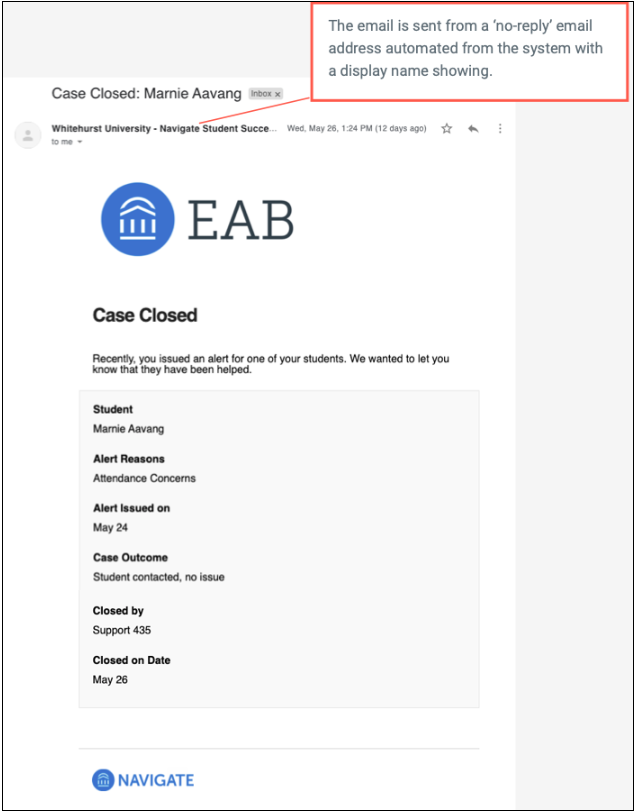 The email is sent from a ‘no-reply’ email
address automated from the system with
a display name showing.
Case Closed: Marnie Aavang Inbox x
Whitehurst University - Navigate Student Succe... Wed, May 26, 1:24 PM (12 days ago)
to me
EAB
Case Closed
Recently, you issued an alert for one of your students. We wanted to let you
know that they have been helped.
Student
Marnie Aavang
Alert Reasons
Attendance Concerns
Alert Issued on
May 24
Case Outcome
Student contacted, no issue
Closed by
Support 435
Closed on Date
May 26
NAVIGATE